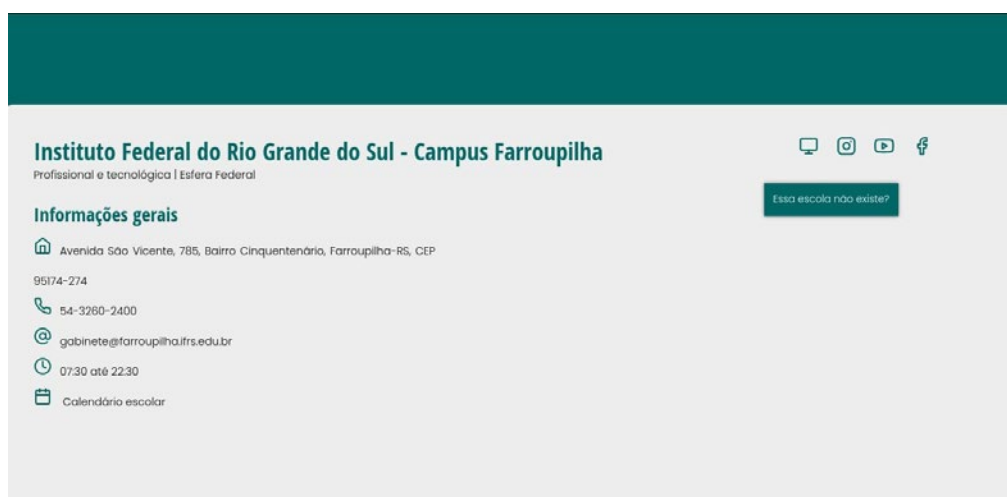 Instituto Federal do Rio Grande do Sul - Campus Farroupilha
Profissional e tecnológica | Esfera Federal
Essa escola não existe?
Informações gerais
Avenida São Vicente, 785, Bairro Cinquentenário, Farroupilha-RS, CEP
95174-274
54-3260-2400
gabinete@farroupilha.ifrs.edu.br
07:30 até 22:30
Calendário escolar